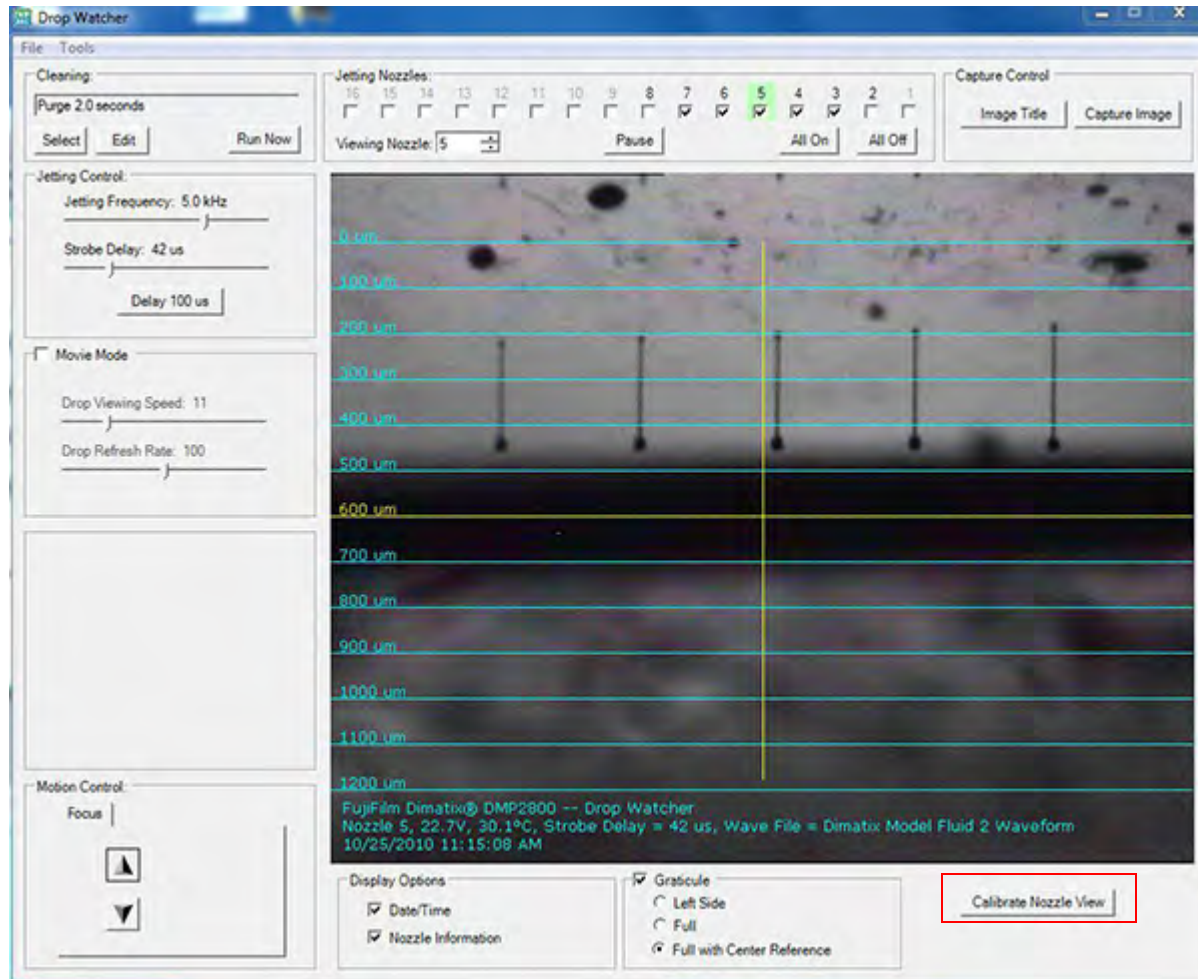 Drop Watcher
File Tools
Cleaning:
Purge 2.0 seconds
Select Edit Run Now
Jetting Nozzles:
16 15 14 13 12 11 10 9 8 7 6 5 4 3 2 1
Viewing Nozzle: 5 Pause All On All Off
Capture Control
Image Title Capture Image
Jetting Control:
Jetting Frequency: 5.0 kHz
Strobe Delay: 42 us
Delay 100 us
Movie Mode
Drop Viewing Speed: 11
Drop Refresh Rate: 100
Motion Control:
Focus
0 um
100 um
200 um
300 um
400 um
500 um
600 um
700 um
800 um
900 um
1000 um
1100 um
1200 um
FujiFilm Dimatix® DMP2800 -- Drop Watcher
Nozzle 5, 22.7V, 30.1°C, Strobe Delay = 42 us, Wave File = Dimatix Model Fluid 2 Waveform
10/25/2010 11:15:08 AM
Display Options
Date/Time
Nozzle Information
Graticule
Left Side
Full
Full with Center Reference
Calibrate Nozzle View